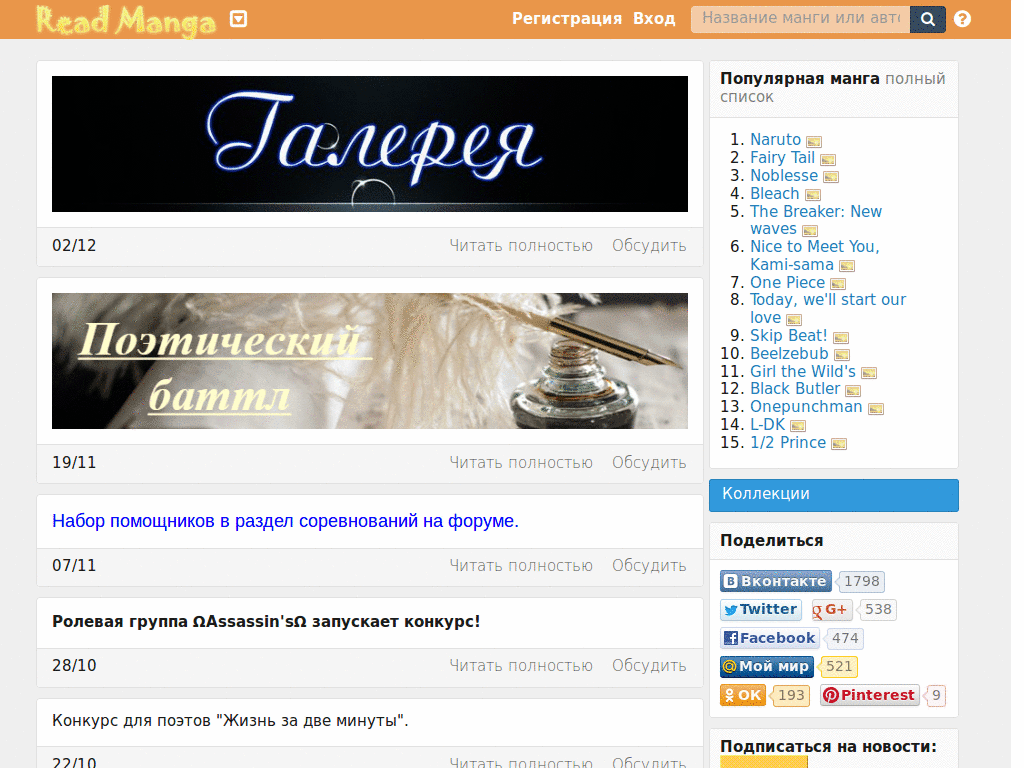 Read Manga
Регистрация Вход
Название манги или авто
?
Галерея
02/12 Читать полностью Обсудить
Поэтический
баттл
19/11 Читать полностью Обсудить
Набор помощников в раздел соревнований на форуме.
07/11 Читать полностью Обсудить
Ролевая группа ΩAssassin'sΩ запускает конкурс!
28/10 Читать полностью Обсудить
Конкурс для поэтов "Жизнь за две минуты".
22/10 Читать полностью Обсудить
Популярная манга полный
список
1. Naruto
2. Fairy Tail
3. Noblesse
4. Bleach
5. The Breaker: New
waves
6. Nice to Meet You,
Kami-sama
7. One Piece
8. Today, we'll start our
love
9. Skip Beat!
10. Beelzebub
11. Girl the Wild's
12. Black Butler
13. Onepunchman
14. L-DK
15. 1/2 Prince
Коллекции
Поделиться
B Вконтакте 1798
Twitter g G+ 538
f Facebook 474
@ Мой мир 521
ОК 193 Pinterest 9
Подписаться на новости: